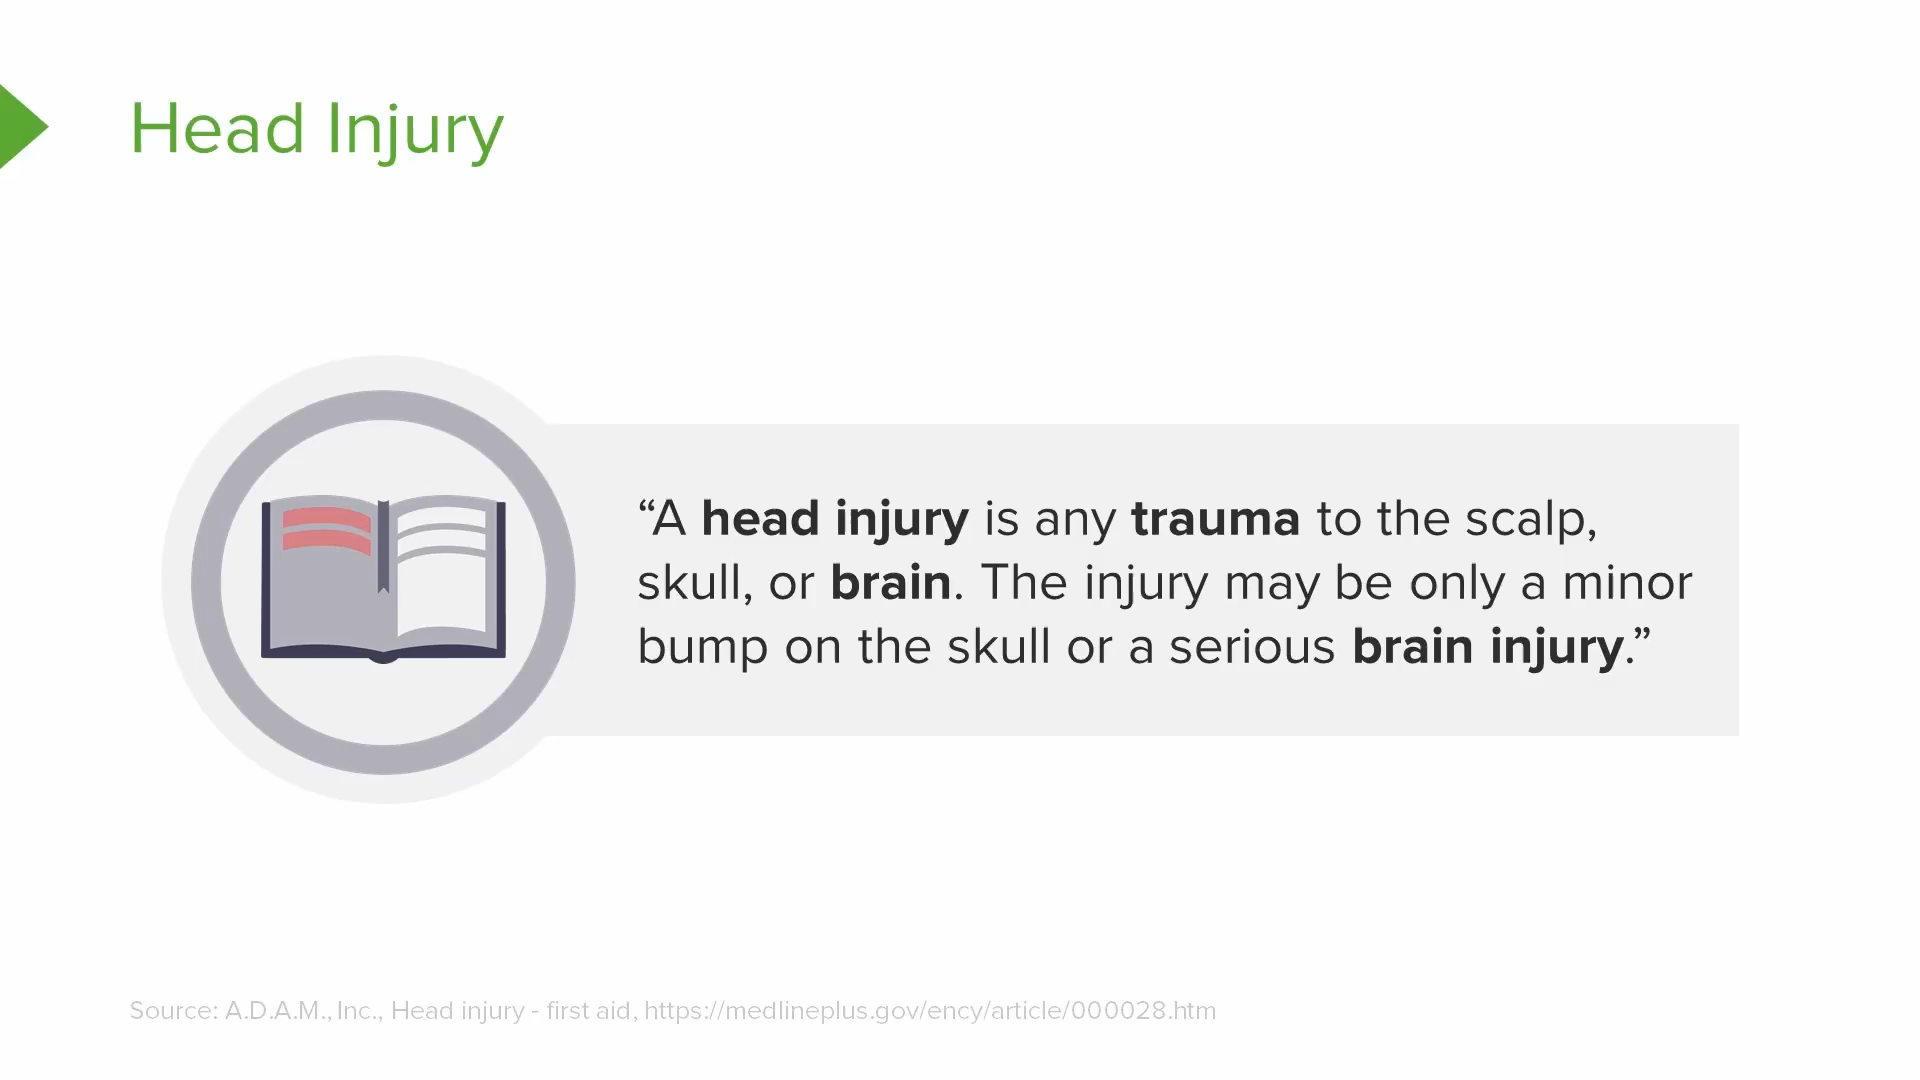 Head Injury
“A head injury is any trauma to the scalp,
skull, or brain. The injury may be only a minor
bump on the skull or a serious brain injury.”
Source: A.D.A.M., Inc., Head injury - first aid, https://medlineplus.gov/ency/article/000028.htm